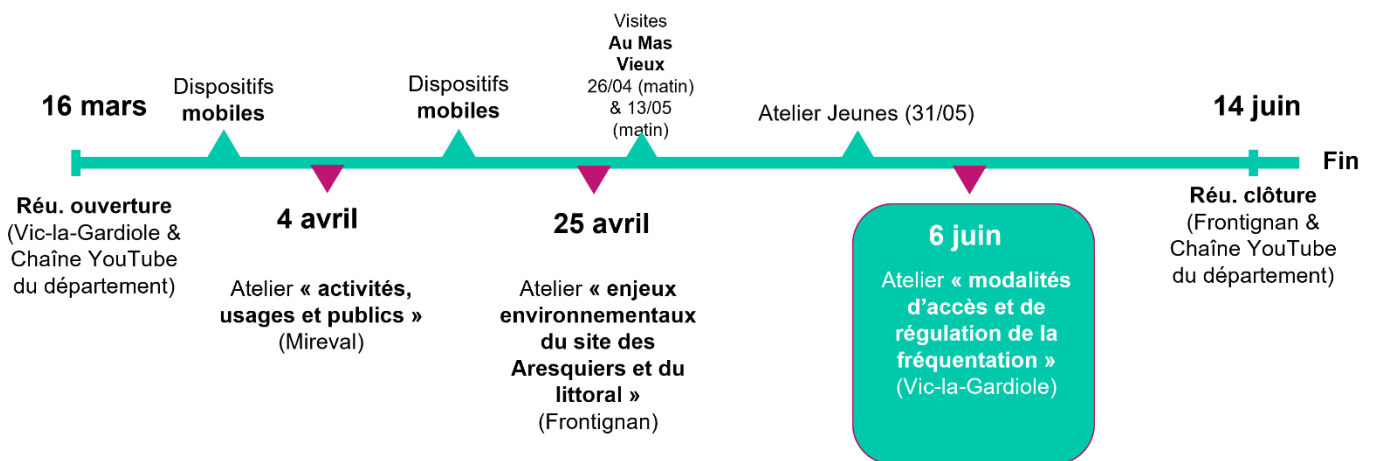 16 mars
Réu. ouverture
(Vic-la-Gardiole &
Chaîne YouTube
du département)
Dispositifs
mobiles
4 avril
Atelier « activités,
usages et publics »
(Mireval)
Dispositifs
mobiles
25 avril
Atelier « enjeux
environnementaux
du site des
Aresquiers et du
littoral »
(Frontignan)
Visites
Au Mas
Vieux
26/04 (matin)
& 13/05
(matin)
Atelier Jeunes (31/05)
6 juin
Atelier « modalités
d’accès et de
régulation de la
fréquentation »
(Vic-la-Gardiole)
14 juin
Réu. clôture
(Frontignan &
Chaîne YouTube
du département)
Fin